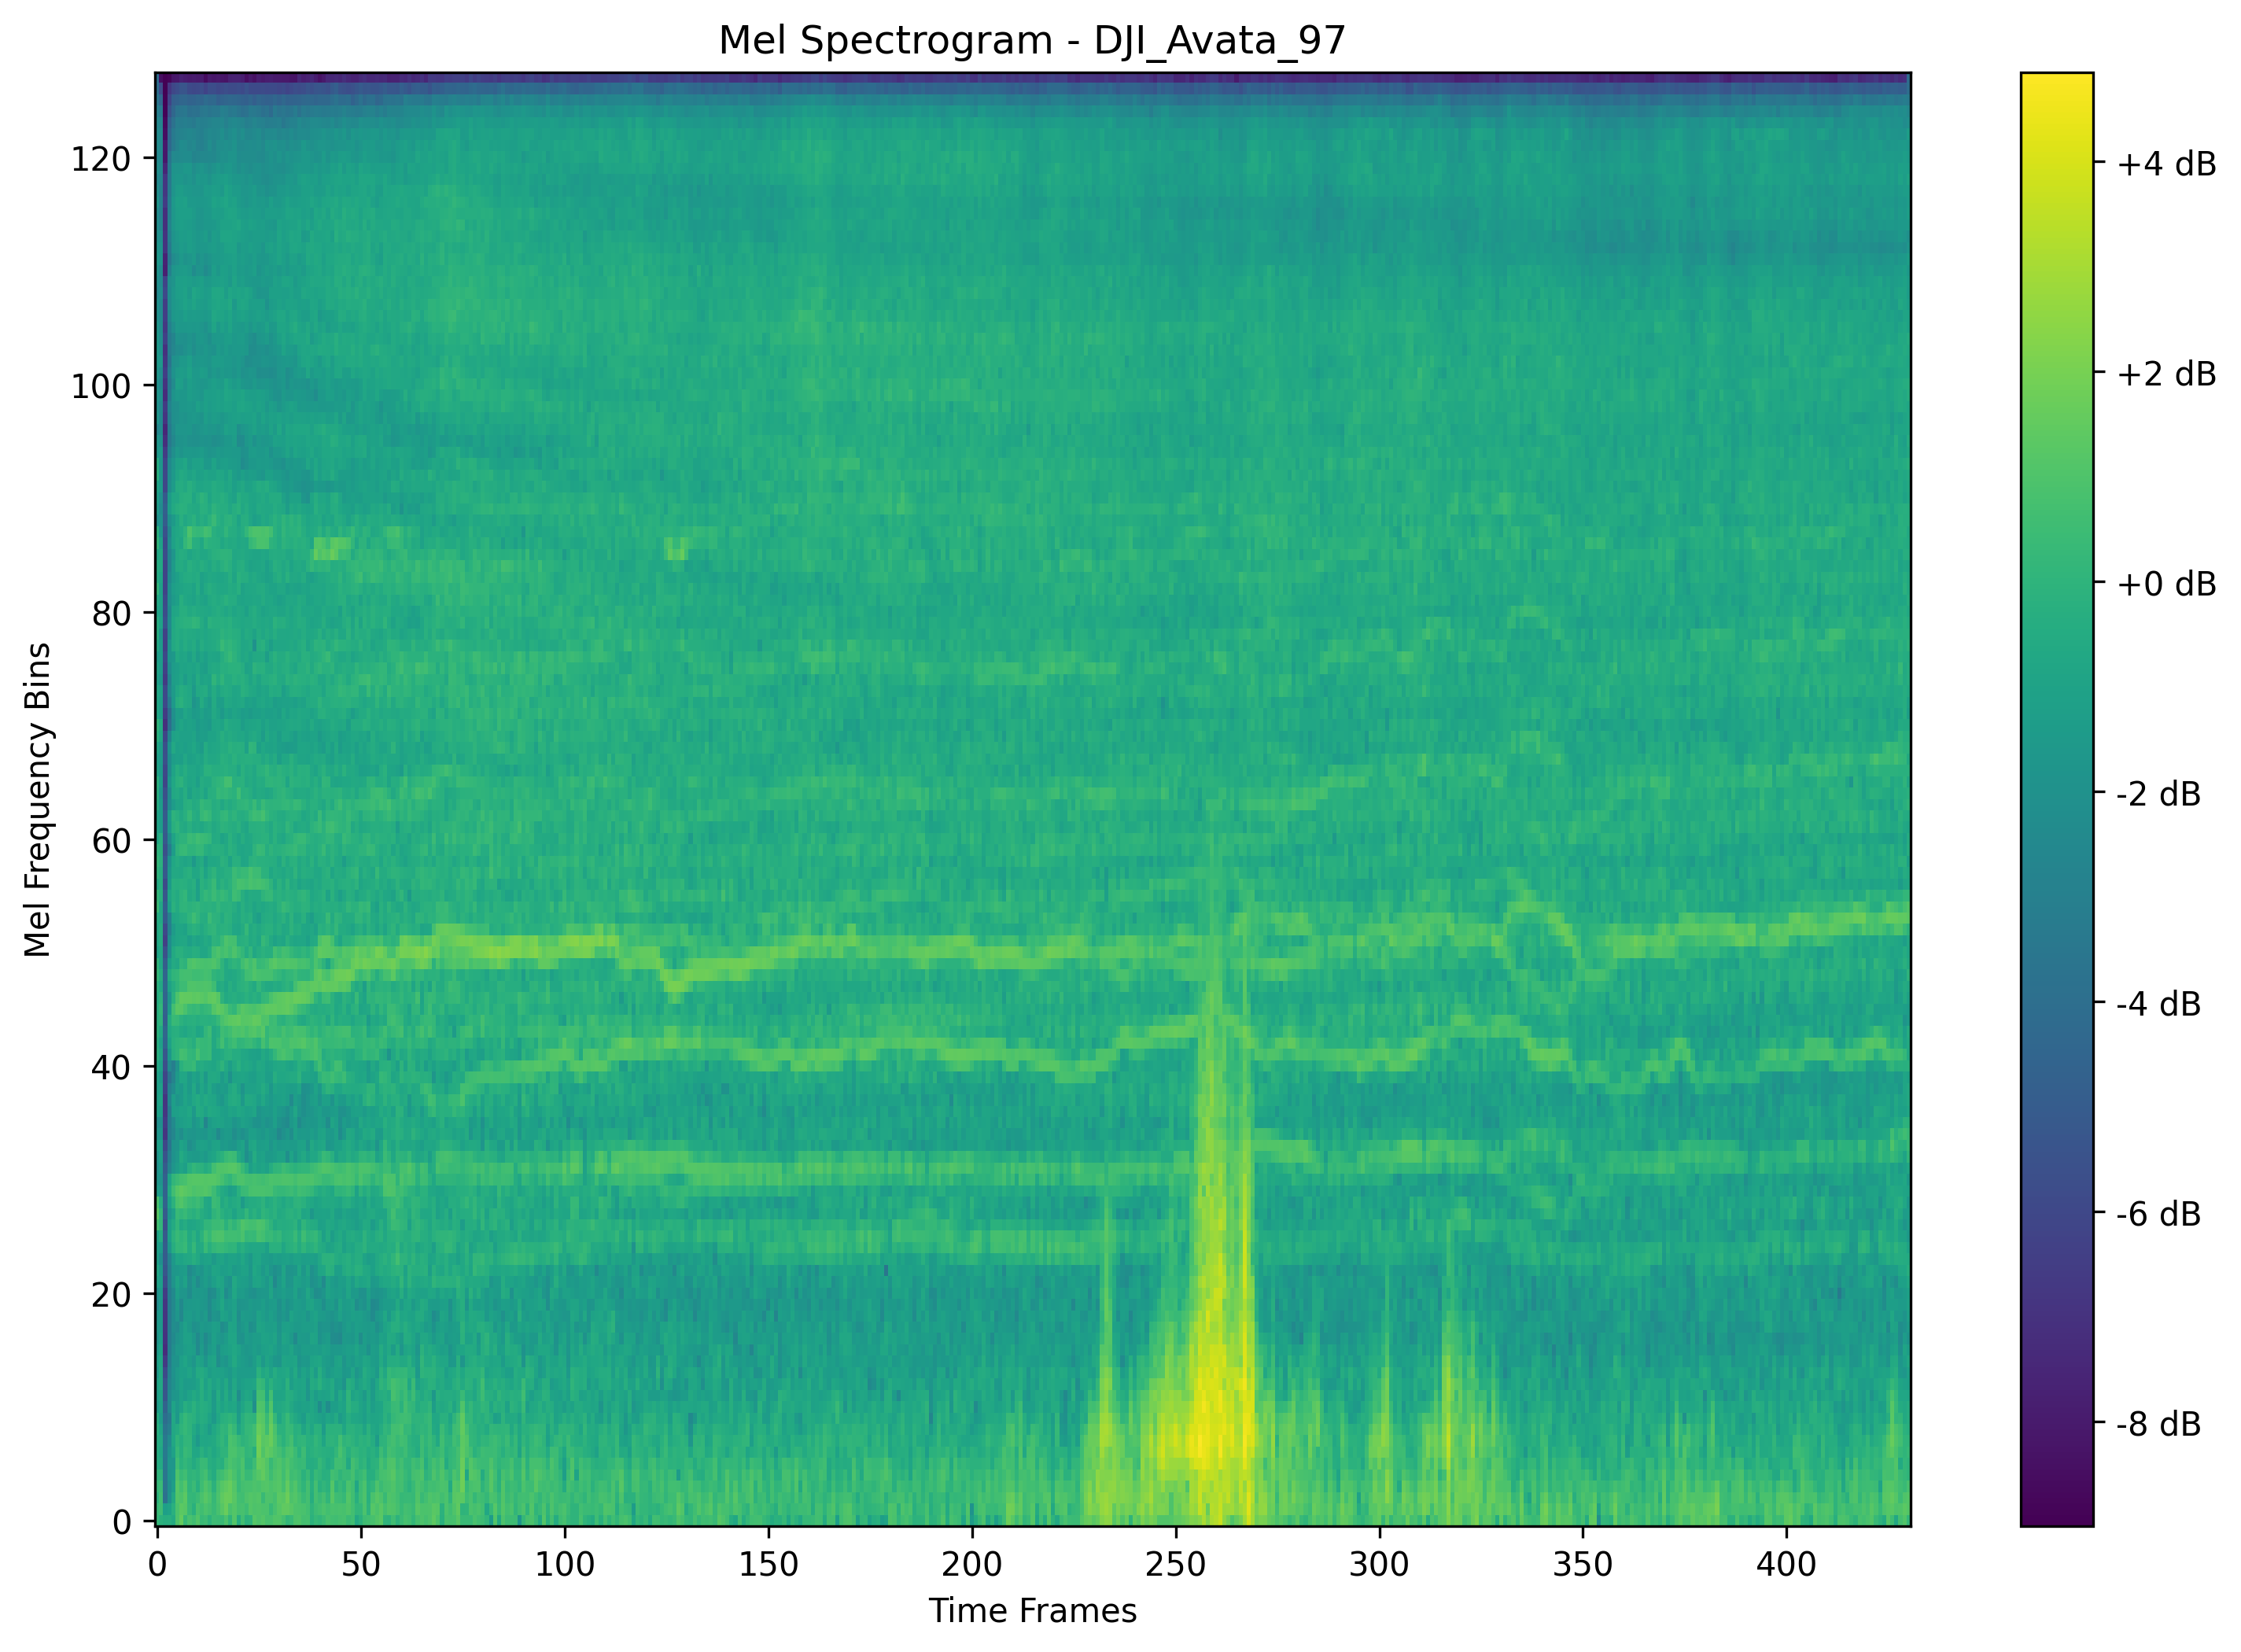 Mel Spectrogram - DJI_Avata_97
Mel Frequency Bins
120
100
80
60
40
20
0
0 50 100 150 200 250 300 350 400
Time Frames
+4 dB
+2 dB
+0 dB
-2 dB
-4 dB
-6 dB
-8 dB